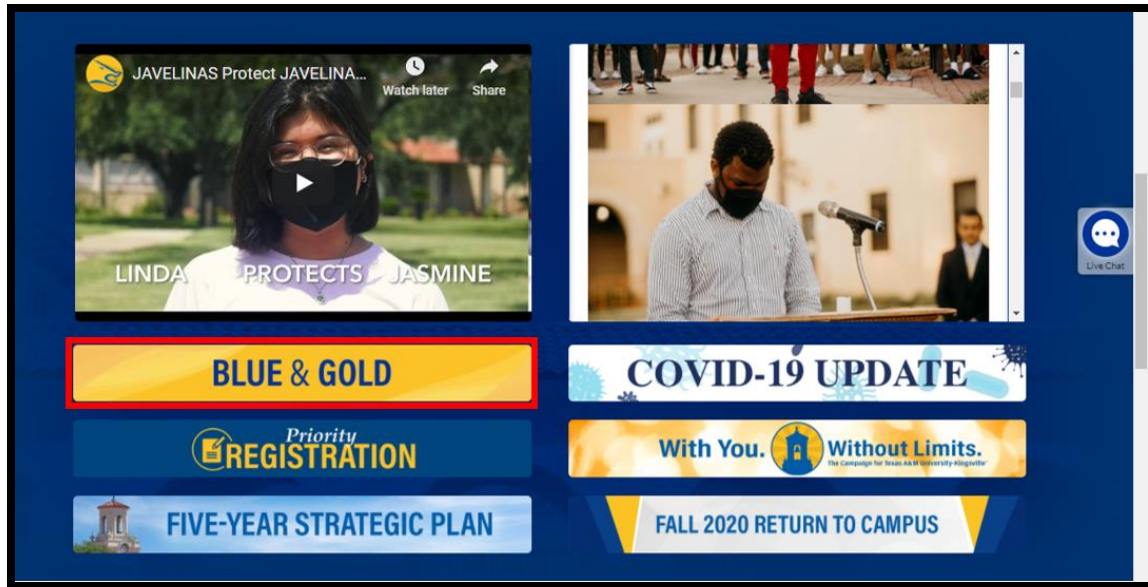 JAVELINAS Protect JAVELINA...
Watch later
Share
LINDA PROTECTS JASMINE
BLUE & GOLD
COVID-19 UPDATE
Priority
REGISTRATION
With You. Without Limits.
The Campaign for Texas A&M University-Kingsville
FIVE-YEAR STRATEGIC PLAN
FALL 2020 RETURN TO CAMPUS
Live Chat